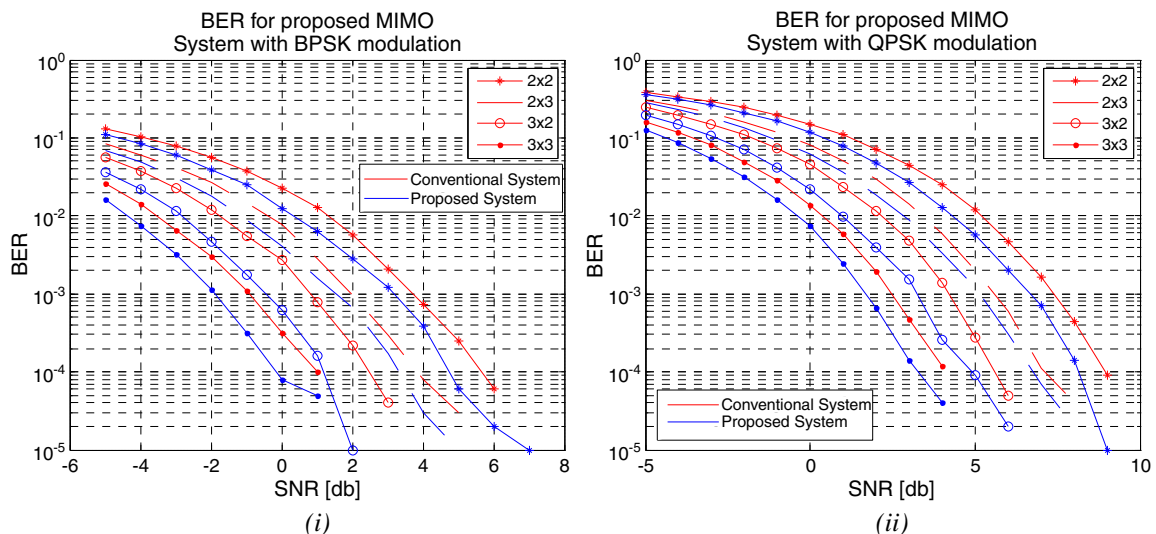 BER for proposed MIMO
System with BPSK modulation
10^0
10^-1
10^-2
10^-3
10^-4
10^-5
BER
-6 -4 -2 0 2 4 6 8
SNR [db]
2x2
2x3
3x2
3x3
Conventional System
Proposed System
(i)
BER for proposed MIMO
System with QPSK modulation
10^0
10^-1
10^-2
10^-3
10^-4
10^-5
BER
-5 0 5 10
SNR [db]
2x2
2x3
3x2
3x3
Conventional System
Proposed System
(ii)